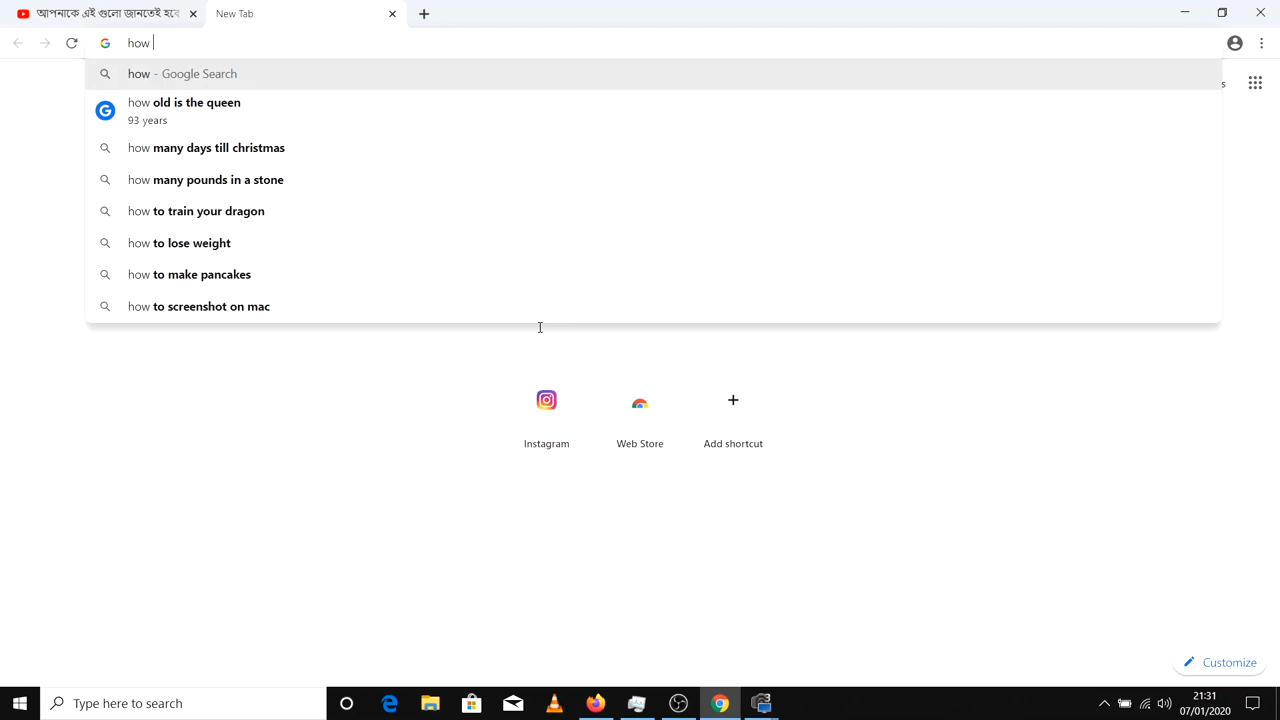 আপনাকে এই গুলো জানতেই হবে
New Tab
how
how - Google Search
how old is the queen
93 years
how many days till christmas
how many pounds in a stone
how to train your dragon
how to lose weight
how to make pancakes
how to screenshot on mac
s
Instagram
Web Store
Add shortcut
Customize
Type here to search
21:31
07/01/2020